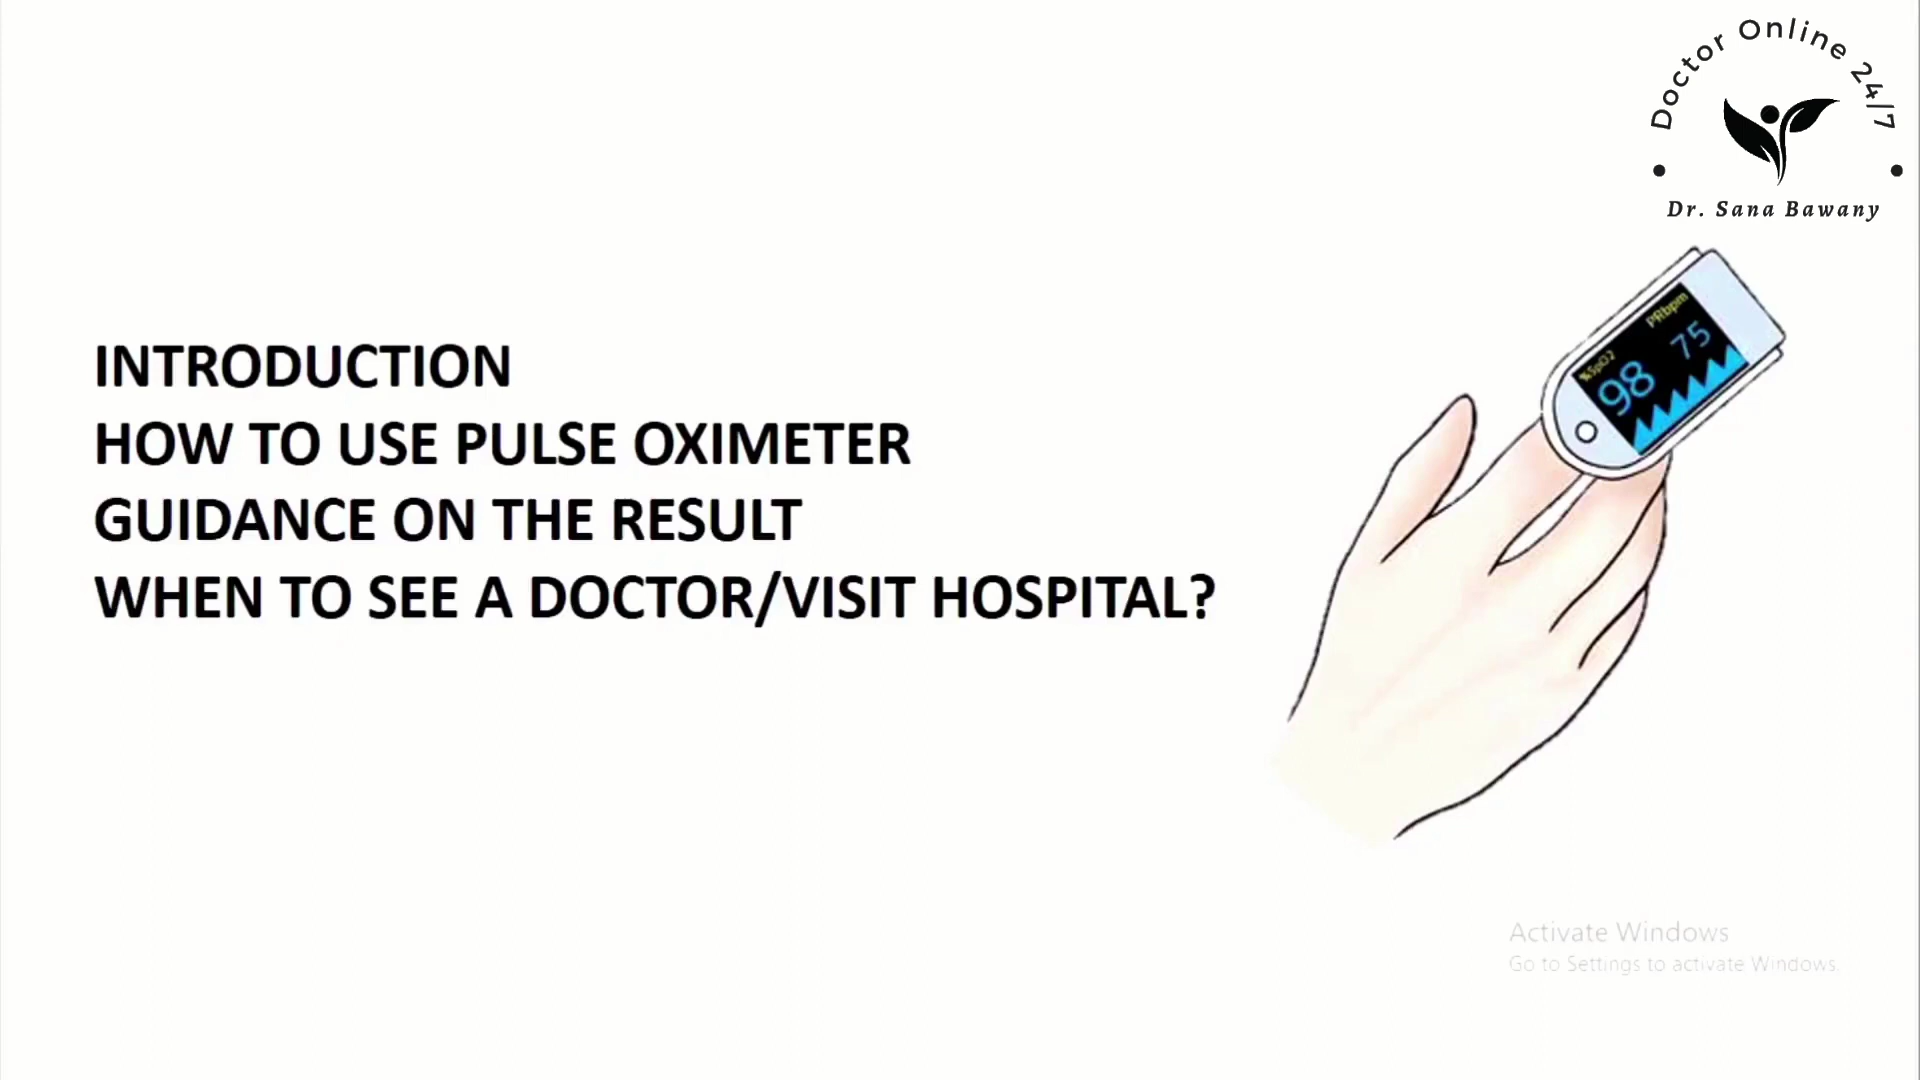 Doctor Online 24/7
Dr. Sana Bawany
PRbpm
75
%SpO2
98
INTRODUCTION
HOW TO USE PULSE OXIMETER
GUIDANCE ON THE RESULT
WHEN TO SEE A DOCTOR/VISIT HOSPITAL?
Activate Windows
Go to Settings to activate Windows.